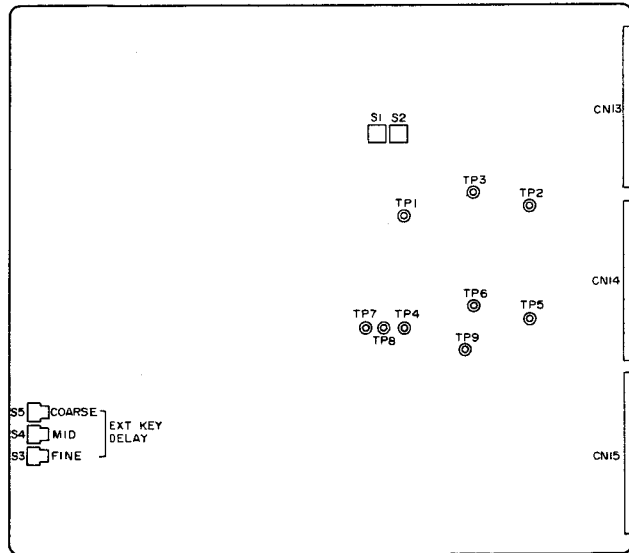 CN13
S1 S2
TP3
TP2
TP1
CN14
TP6
TP7
TP4
TP5
TP8
TP9
S5 COARSE
EXT KEY
DELAY
S4 MID
S3 FINE
CN15